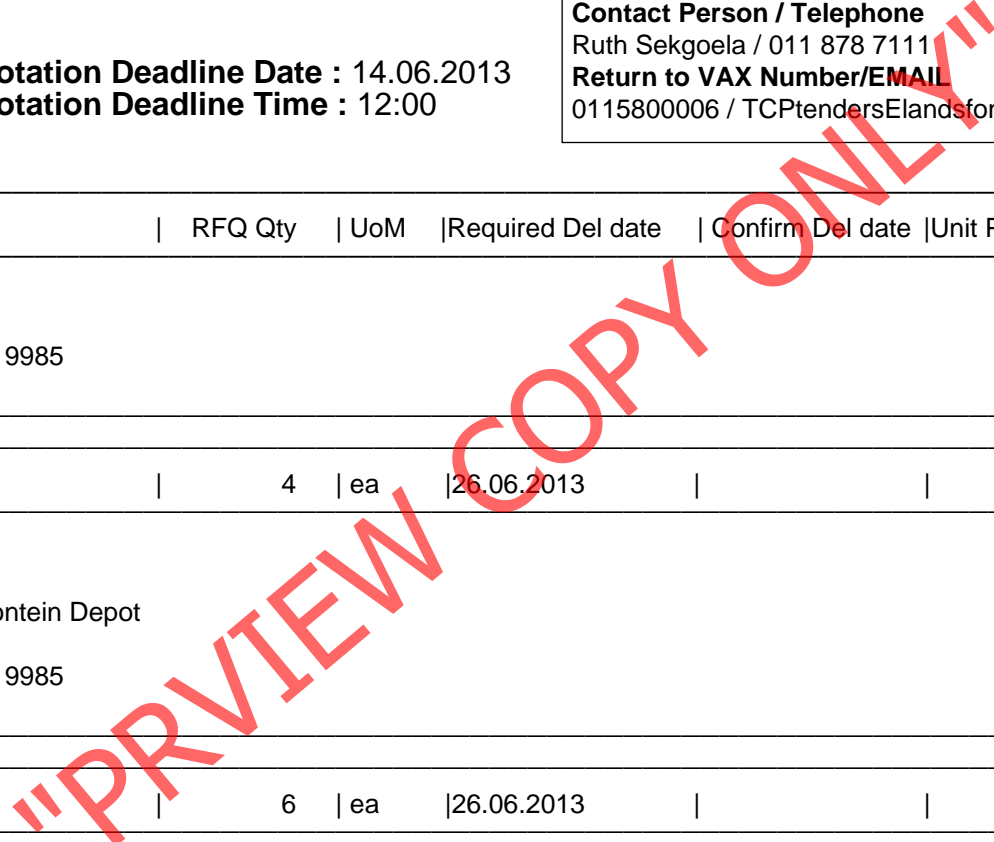 Contact Person / Telephone
Ruth Sekgoela / 011 878 7111
otation Deadline Date : 14.06.2013
Return to VAX Number/EMAIL
otation Deadline Time : 12:00
0115800006 / TCPtendersElandsfon
| RFQ Qty | UoM |Required Del date | Confirm Del date |Unit P
9985
| 4 | ea |26.06.2013 | |
ontein Depot
9985
| 6 | ea |26.06.2013 | |
"PRVIEW COPY ONLY"